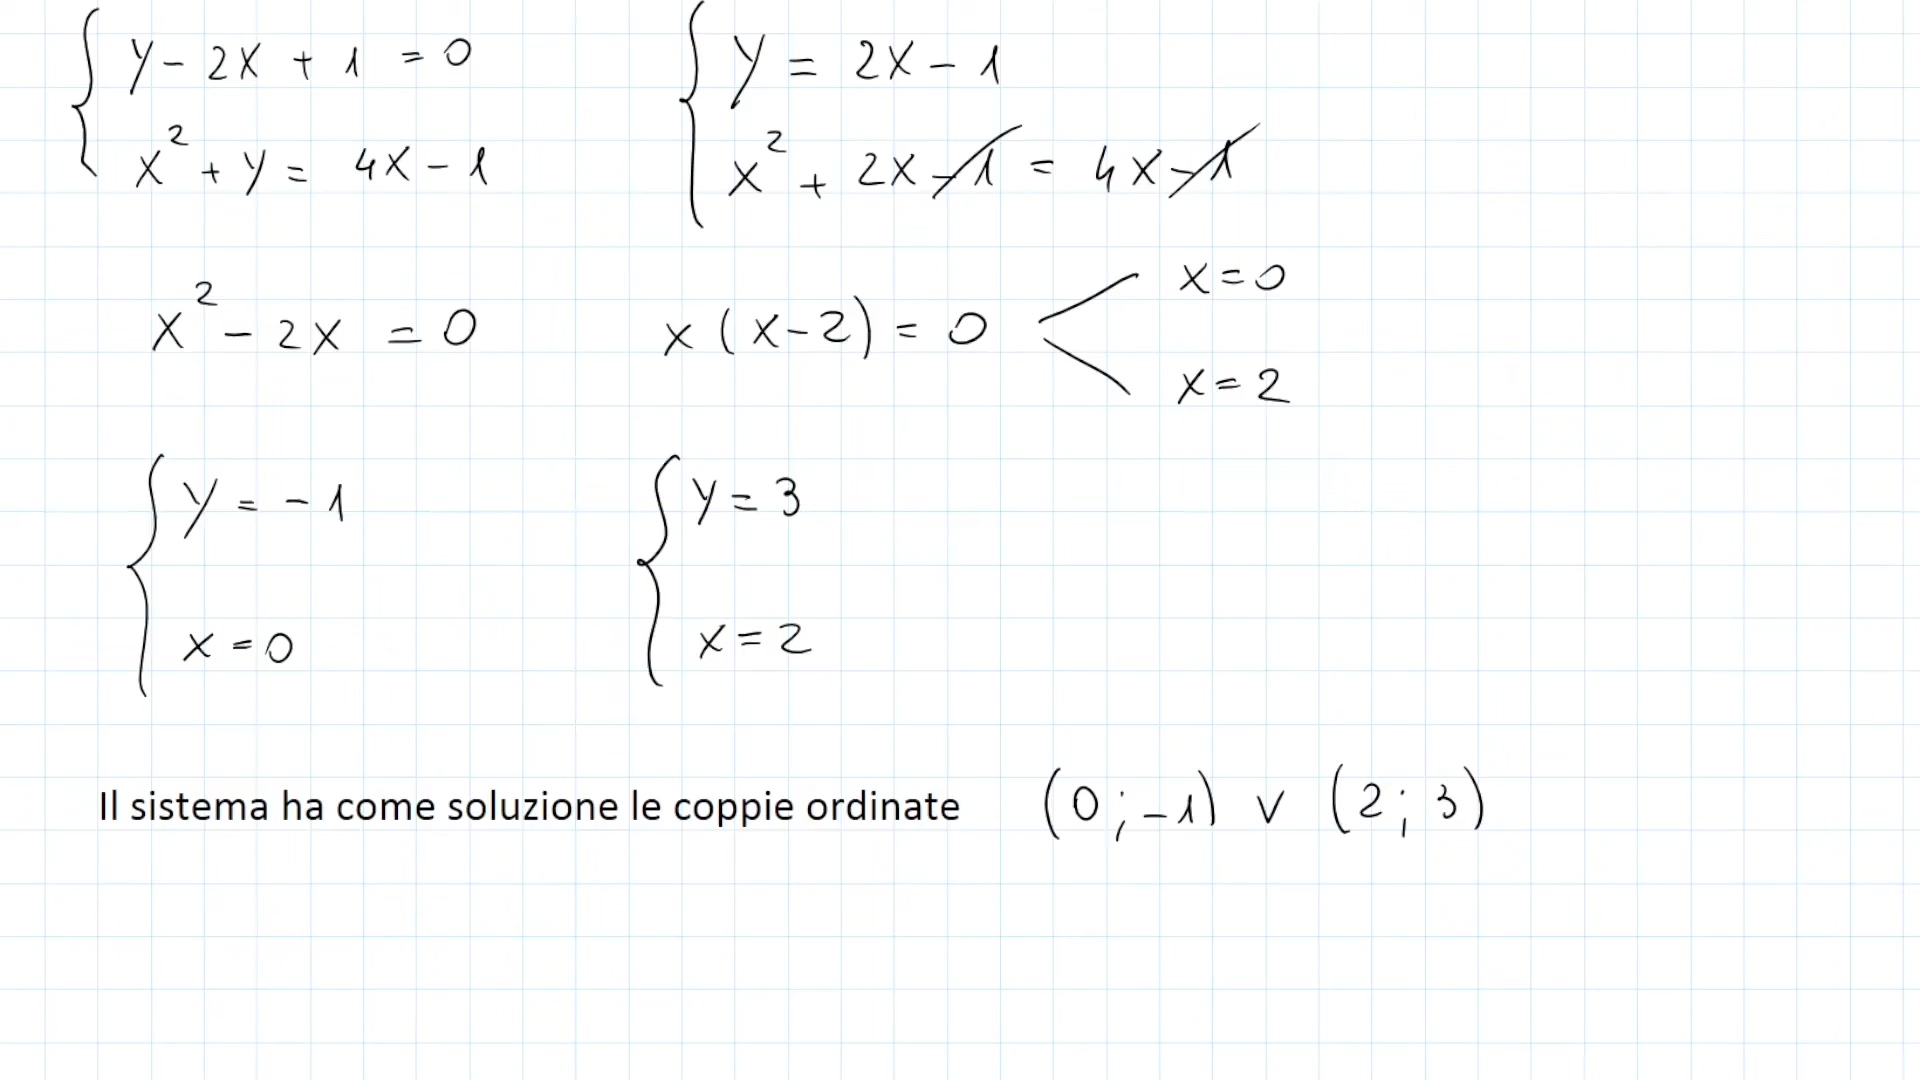 y - 2x + 1 = 0    y = 2x - 1
x² + y = 4x - 1    x² + 2x - 1 = 4x - 1
x² - 2x = 0    x(x-2) = 0    x = 0
x = 2
y = -1    y = 3
x = 0    x = 2
Il sistema ha come soluzione le coppie ordinate (0;-1) ∨ (2;3)